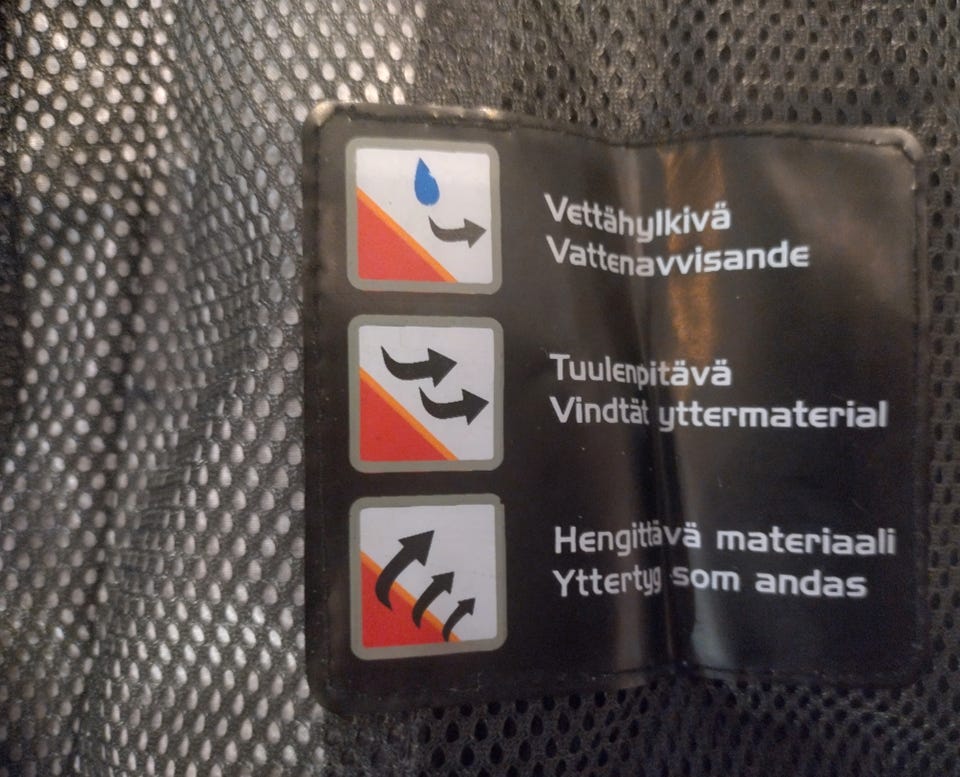 Vettähylkivä
Vattenavvisande
Tuulenpitävä
Vindtät yttermaterial
Hengittävä materiaali
Yttertyg som andas